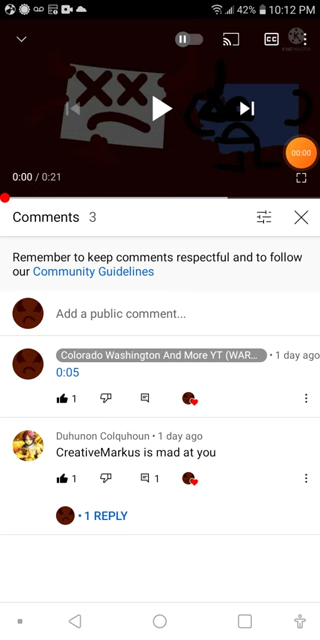 42% 10:12 PM
CC
0:00 / 0:21
00:00
Comments 3
Remember to keep comments respectful and to follow
our Community Guidelines
Add a public comment...
Colorado Washington And More YT (WAR... • 1 day ago
0:05
1
Duhunon Colquhoun • 1 day ago
CreativeMarkus is mad at you
1 1
• 1 REPLY